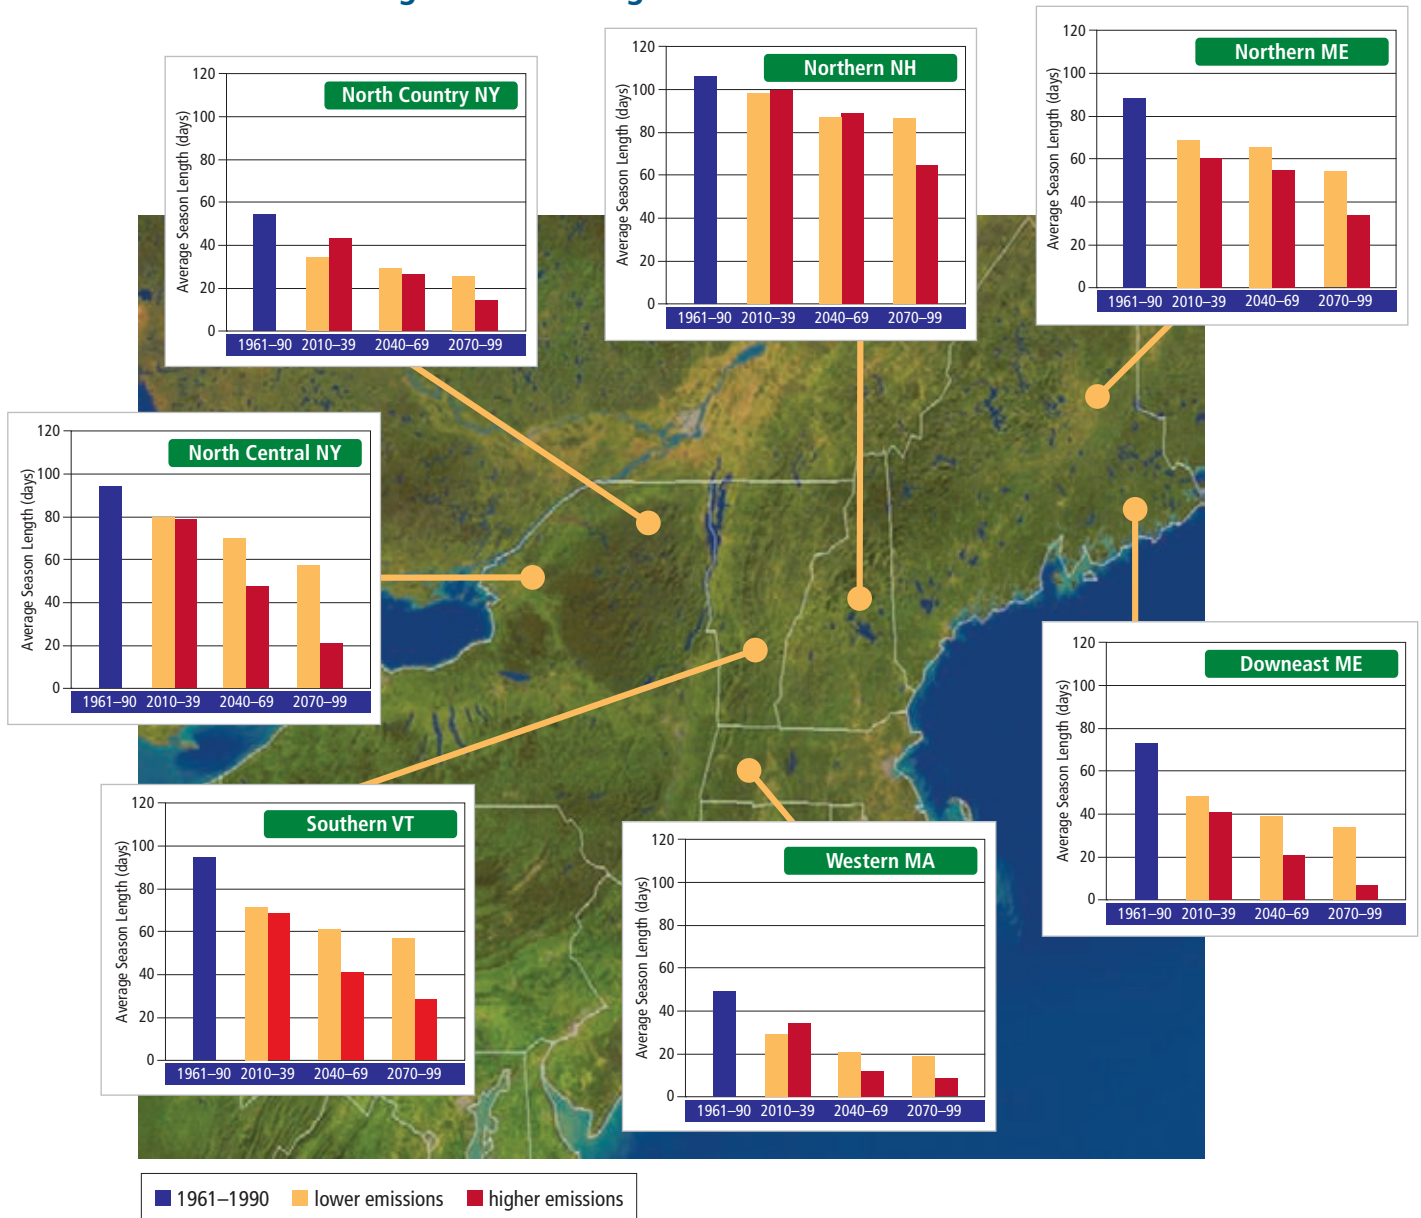 North Country NY
Average Season Length (days)
120
100
80
60
40
20
0
1961–90 2010–39 2040–69 2070–99
Northern NH
Average Season Length (days)
120
100
80
60
40
20
0
1961–90 2010–39 2040–69 2070–99
Northern ME
Average Season Length (days)
120
100
80
60
40
20
0
1961–90 2010–39 2040–69 2070–99
North Central NY
Average Season Length (days)
120
100
80
60
40
20
0
1961–90 2010–39 2040–69 2070–99
Downeast ME
Average Season Length (days)
120
100
80
60
40
20
0
1961–90 2010–39 2040–69 2070–99
Southern VT
Average Season Length (days)
120
100
80
60
40
20
0
1961–90 2010–39 2040–69 2070–99
Western MA
Average Season Length (days)
120
100
80
60
40
20
0
1961–90 2010–39 2040–69 2070–99
1961–1990 lower emissions higher emissions